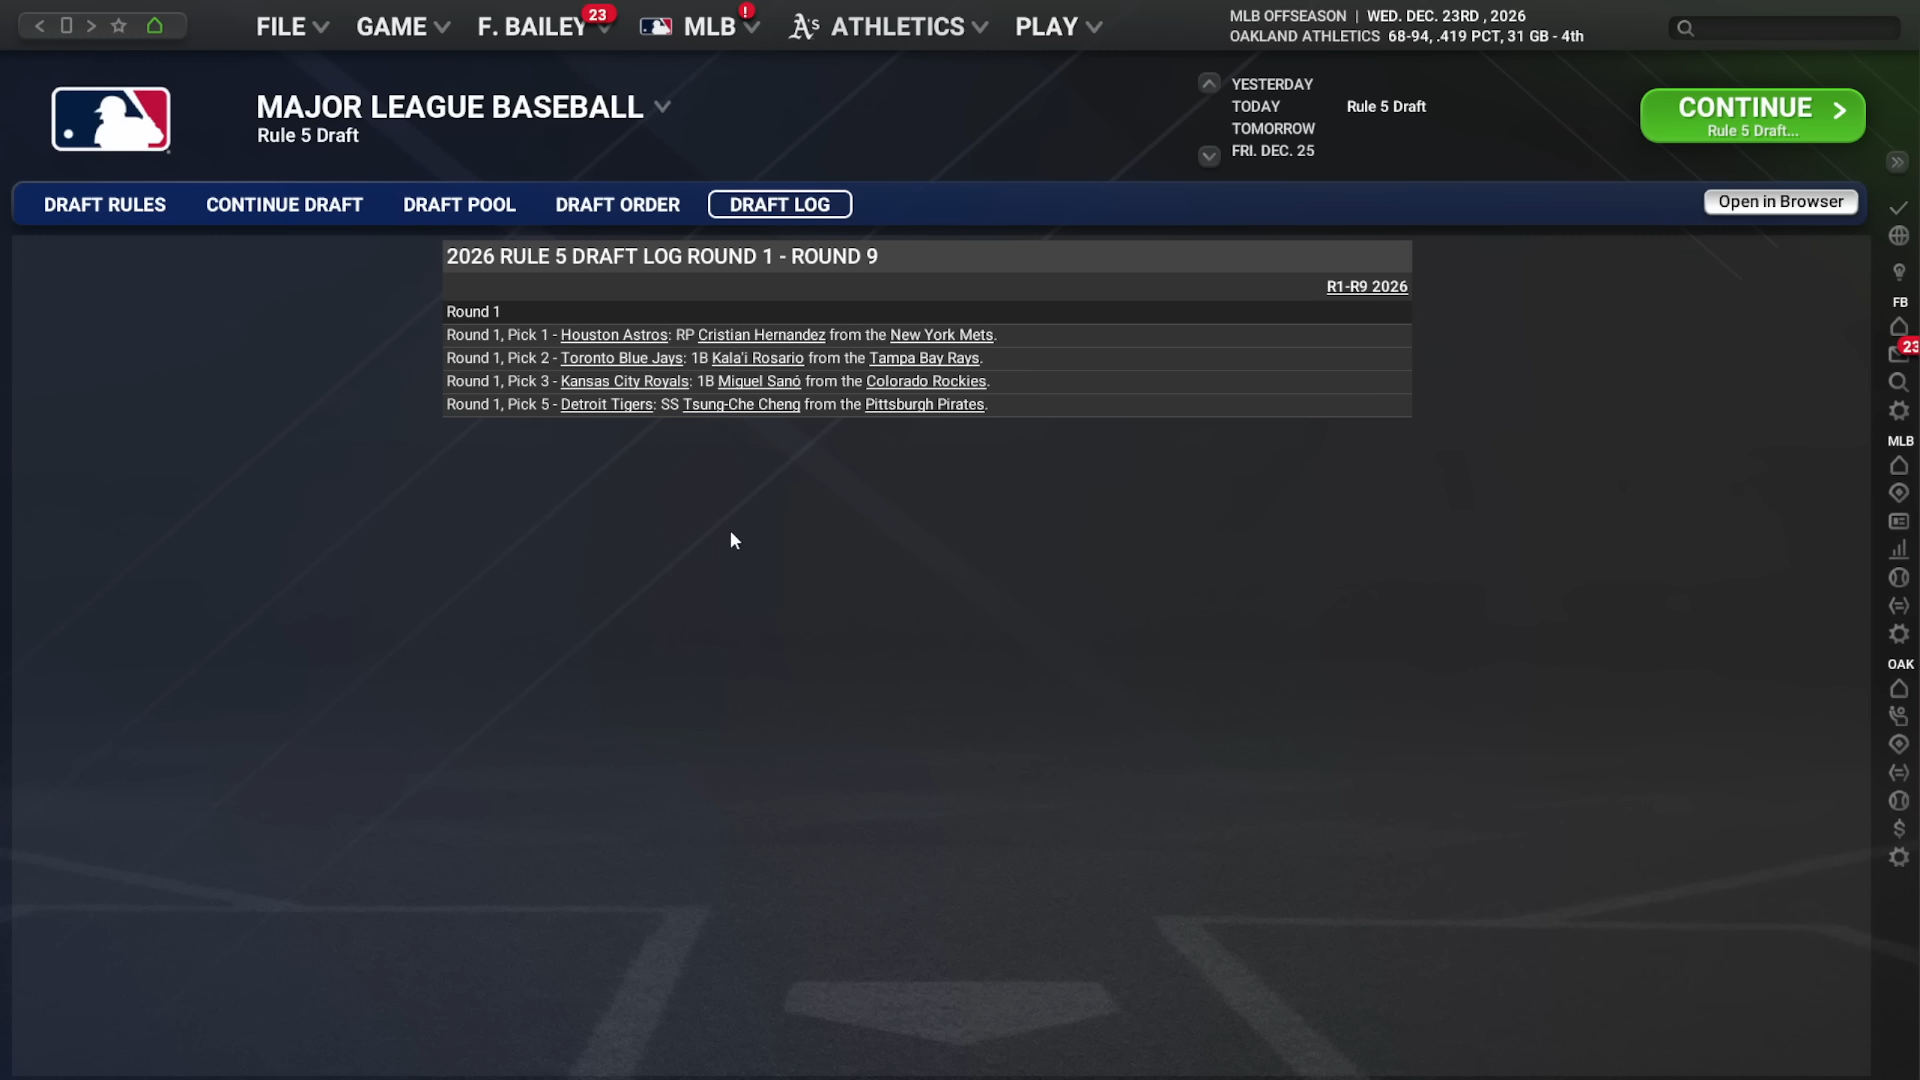 FILE GAME F. BAILEY 23 MLB ! A's ATHLETICS PLAY
MLB OFFSEASON | WED. DEC. 23RD , 2026
OAKLAND ATHLETICS 68-94, .419 PCT, 31 GB - 4th
MAJOR LEAGUE BASEBALL
Rule 5 Draft
YESTERDAY
TODAY Rule 5 Draft
TOMORROW
FRI. DEC. 25
CONTINUE
Rule 5 Draft...
DRAFT RULES CONTINUE DRAFT DRAFT POOL DRAFT ORDER DRAFT LOG Open in Browser
2026 RULE 5 DRAFT LOG ROUND 1 - ROUND 9
R1-R9 2026
Round 1
Round 1, Pick 1 - Houston Astros: RP Cristian Hernandez from the New York Mets.
Round 1, Pick 2 - Toronto Blue Jays: 1B Kala'i Rosario from the Tampa Bay Rays.
Round 1, Pick 3 - Kansas City Royals: 1B Miguel Sanó from the Colorado Rockies.
Round 1, Pick 5 - Detroit Tigers: SS Tsung-Che Cheng from the Pittsburgh Pirates.
FB
23
MLB
OAK